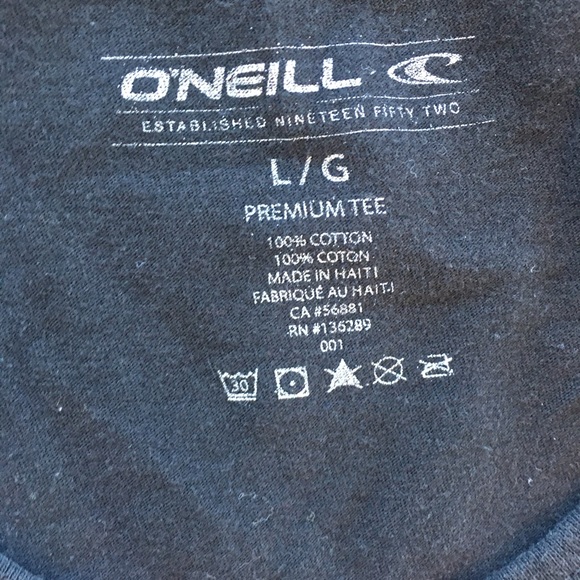 O'NEILL
ESTABLISHED NINETEEN FIFTY TWO
L / G
PREMIUM TEE
100% COTTON
100% COTON
MADE IN HAITI
FABRIQUÉ AU HAITI
CA #56881
RN #136289
001
30